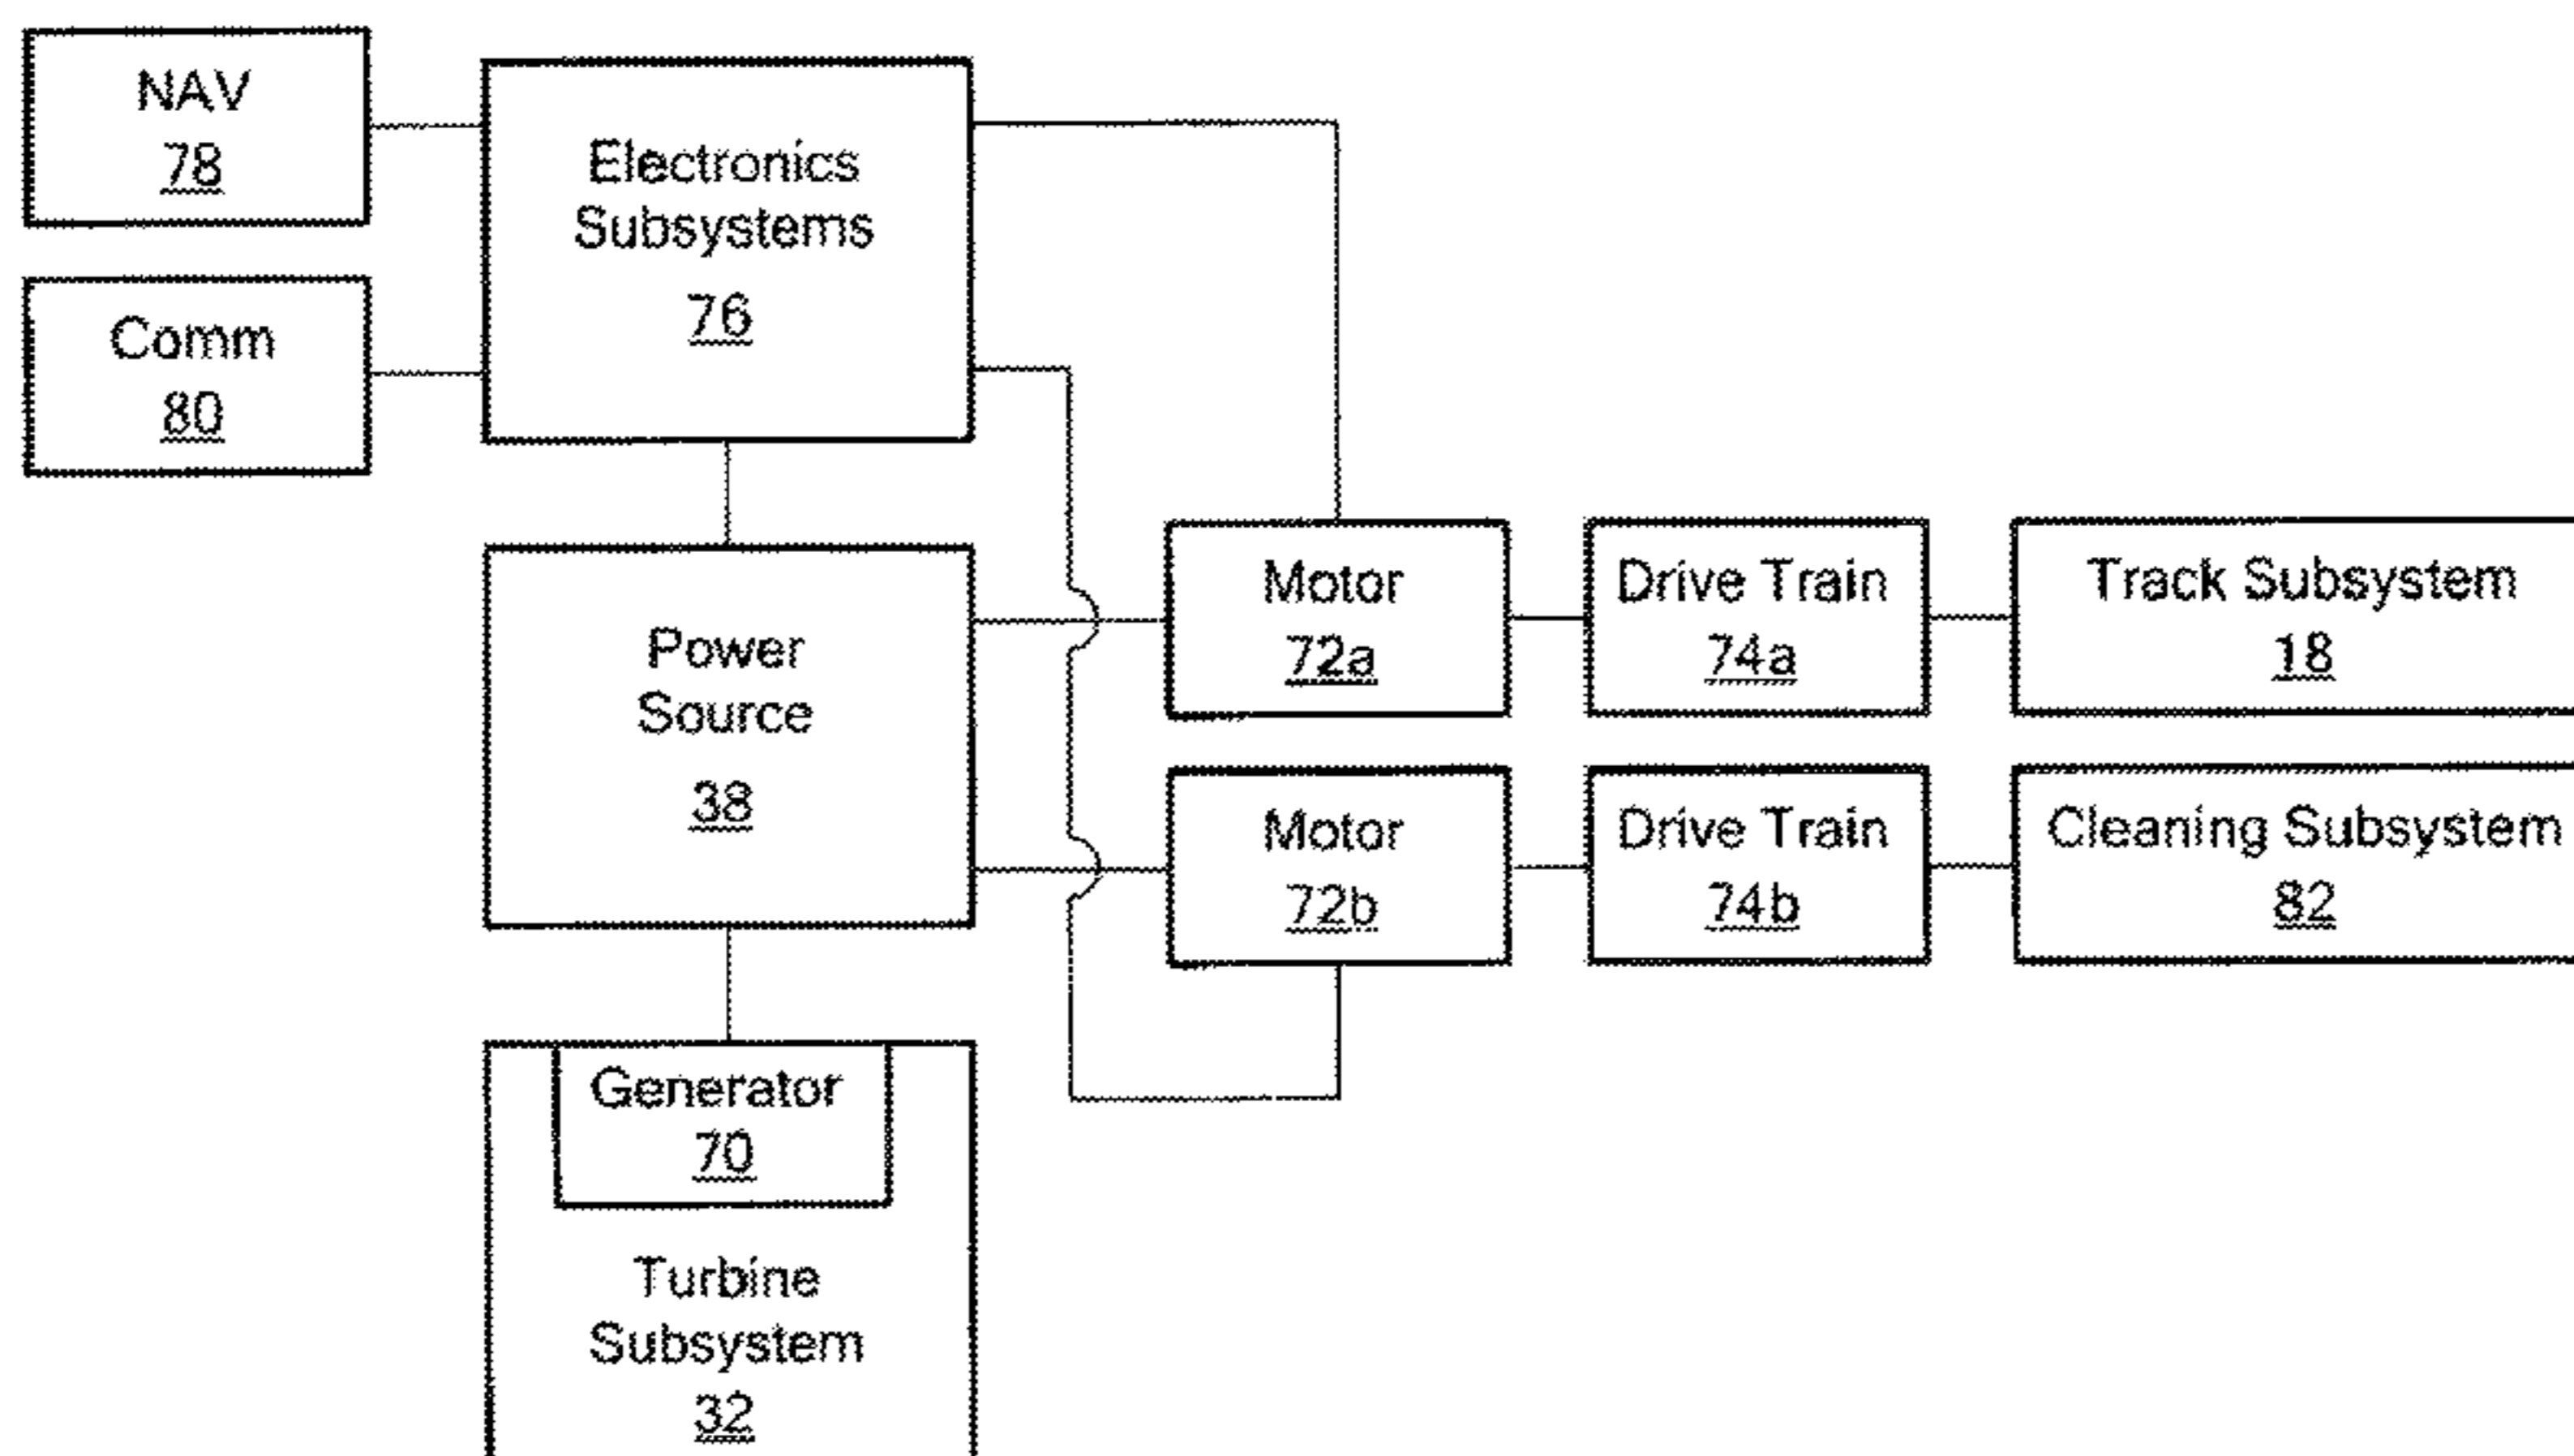 NAV
78
Comm
80
Electronics
Subsystems
76
Power
Source
38
Generator
70
Turbine
Subsystem
32
Motor
72a
Drive Train
74a
Track Subsystem
18
Motor
72b
Drive Train
74b
Cleaning Subsystem
82